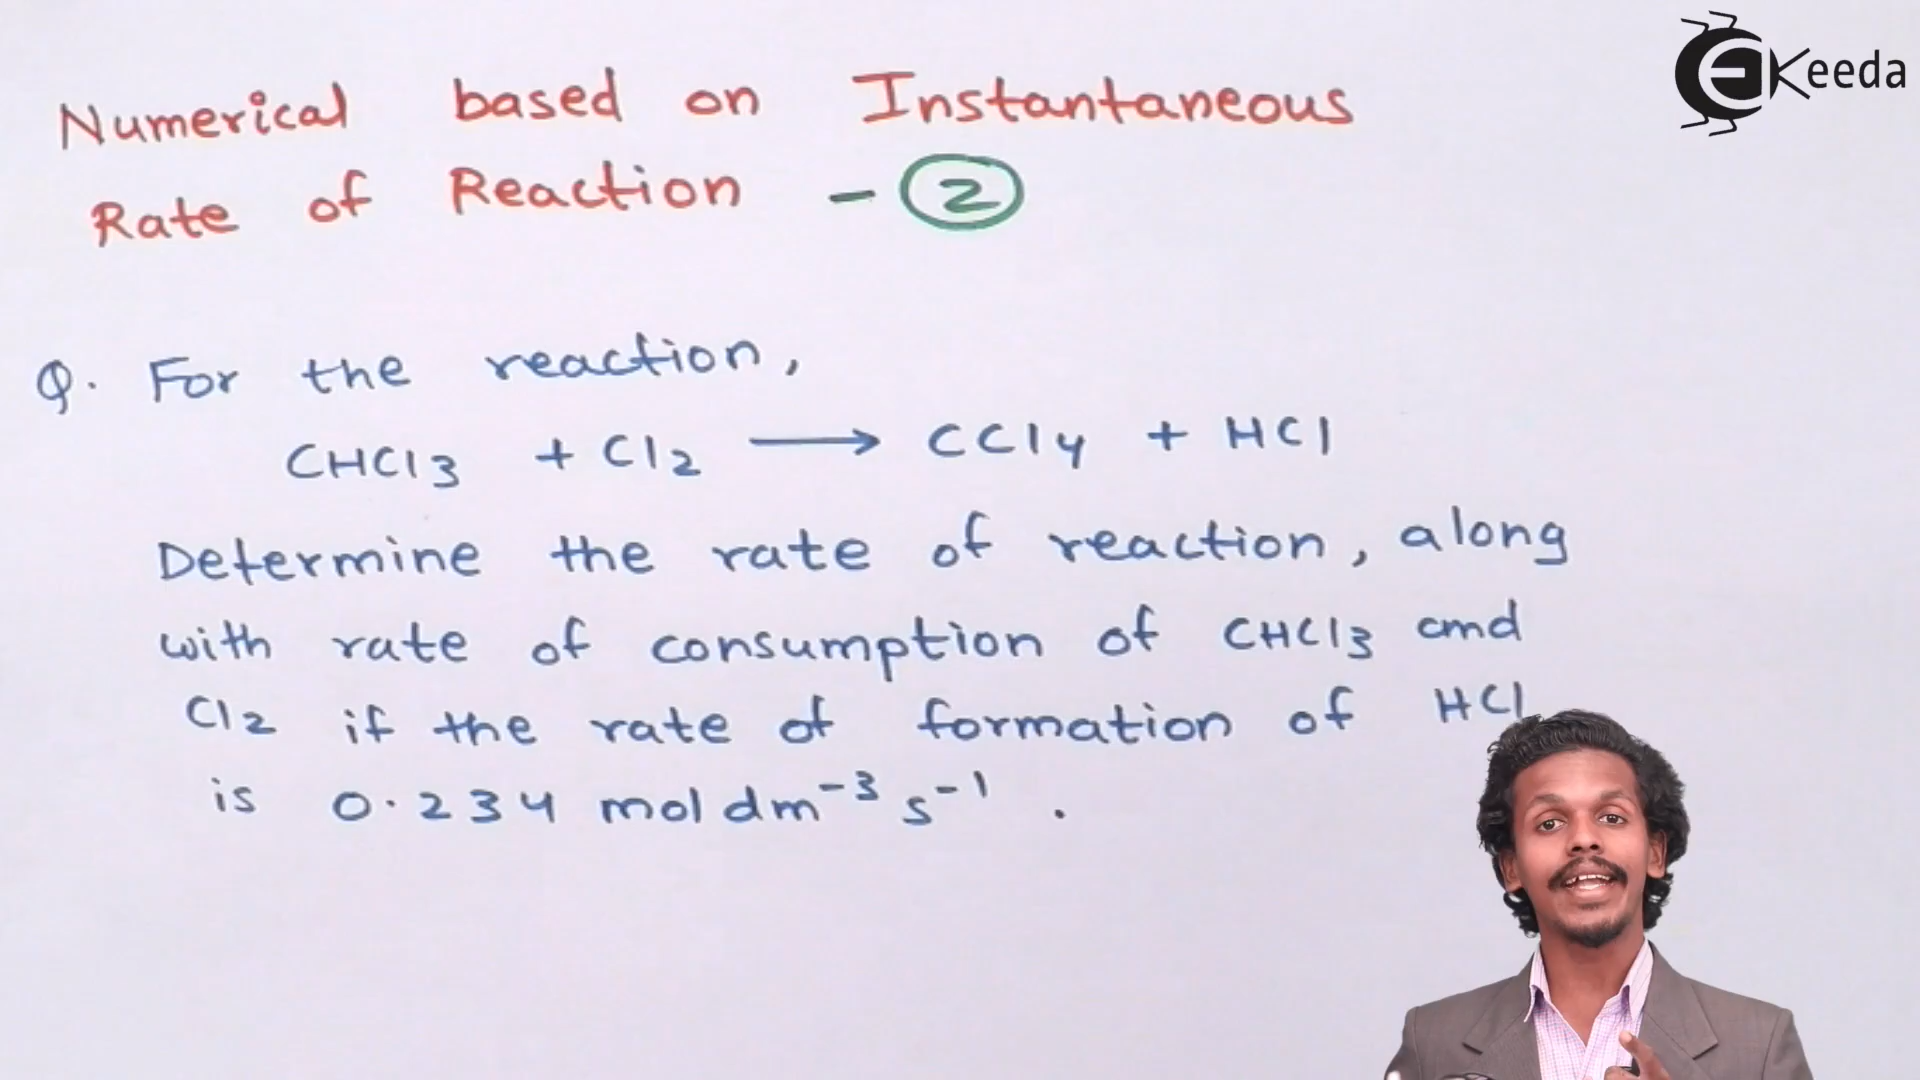 EKeeda
Numerical based on Instantaneous
Rate of Reaction - 2
Q. For the reaction,
CHCl3 + Cl2 ⟶ CCl4 + HCl
Determine the rate of reaction, along
with rate of consumption of CHCl3 and
Cl2 if the rate of formation of HCl
is 0.234 mol dm⁻³ s⁻¹ .